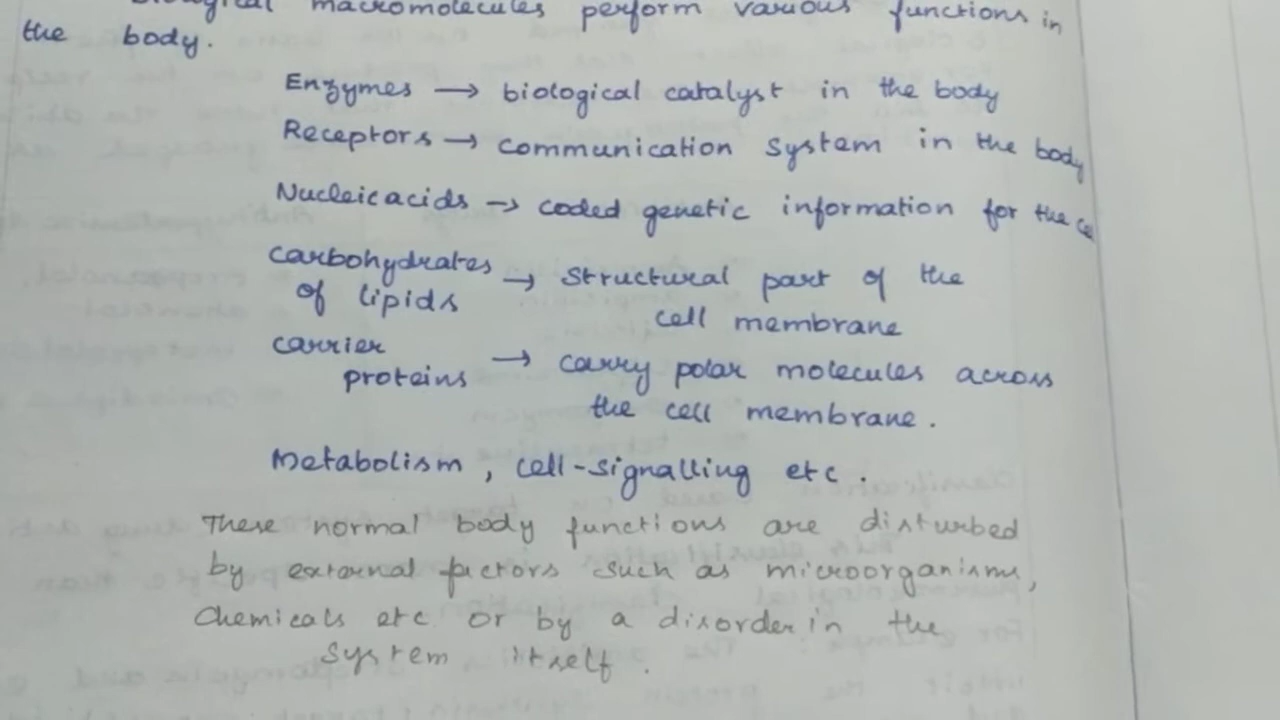 Biological macromolecules perform various functions in
the body.
Enzymes → biological catalyst in the body
Receptors → communication system in the body
Nucleic acids → coded genetic information for the
carbohydrates
of lipids → structural part of the
cell membrane
carrier
proteins → carry polar molecules across
the cell membrane.
Metabolism, cell-signalling etc.
These normal body functions are disturbed
by external factors such as microorganisms,
chemicals etc. or by a disorder in the
system itself.